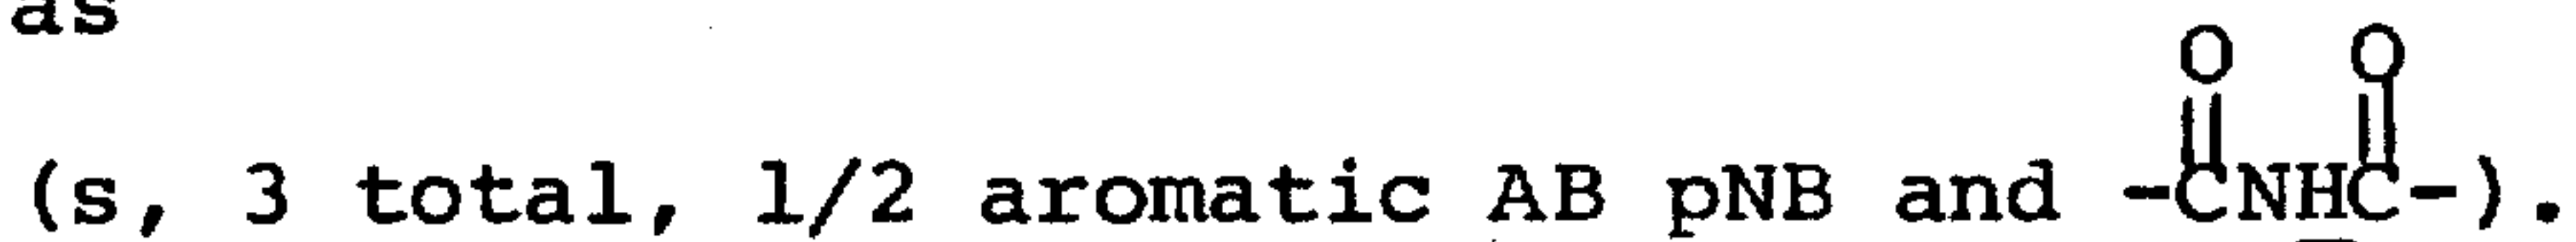 as
O O
(s, 3 total, 1/2 aromatic AB pNB and -CNHC-).